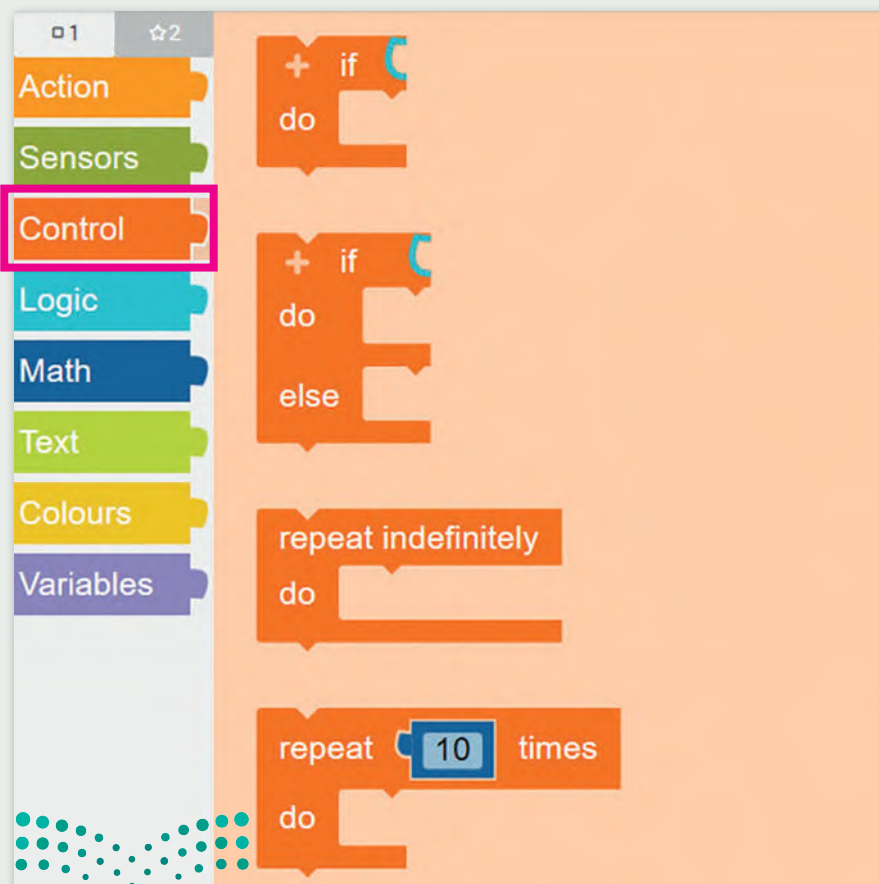 1 2
Action
Sensors
Control
Logic
Math
Text
Colours
Variables
+ if
do
+ if
do
else
repeat indefinitely
do
repeat 10 times
do